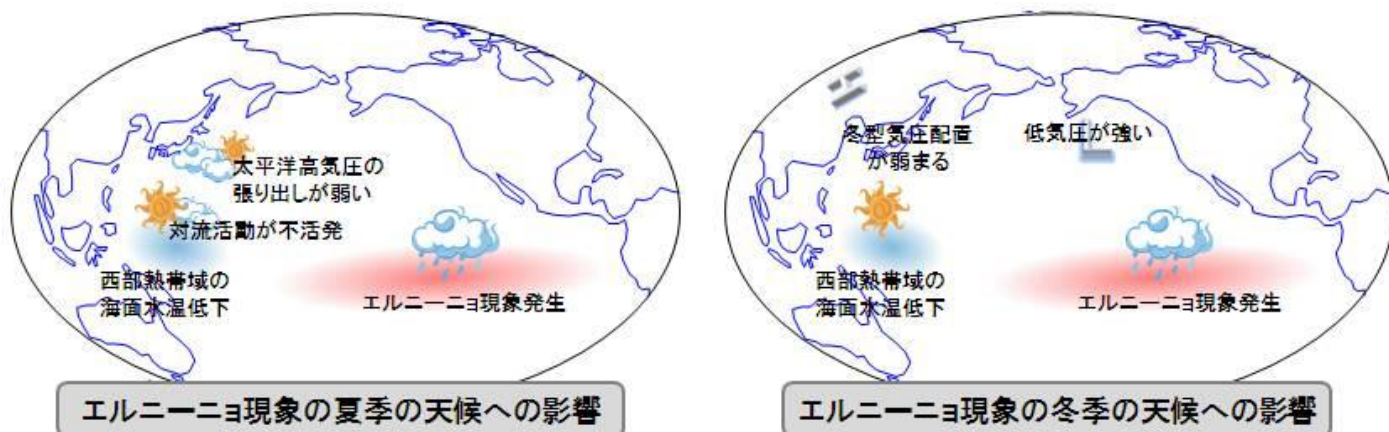 太平洋高気圧の
張り出しが弱い
対流活動が不活発
西部熱帯域の
海面水温低下
エルニーニョ現象発生
エルニーニョ現象の夏季の天候への影響
冬型気圧配置
が弱まる
低気圧が強い
西部熱帯域の
海面水温低下
エルニーニョ現象発生
エルニーニョ現象の冬季の天候への影響